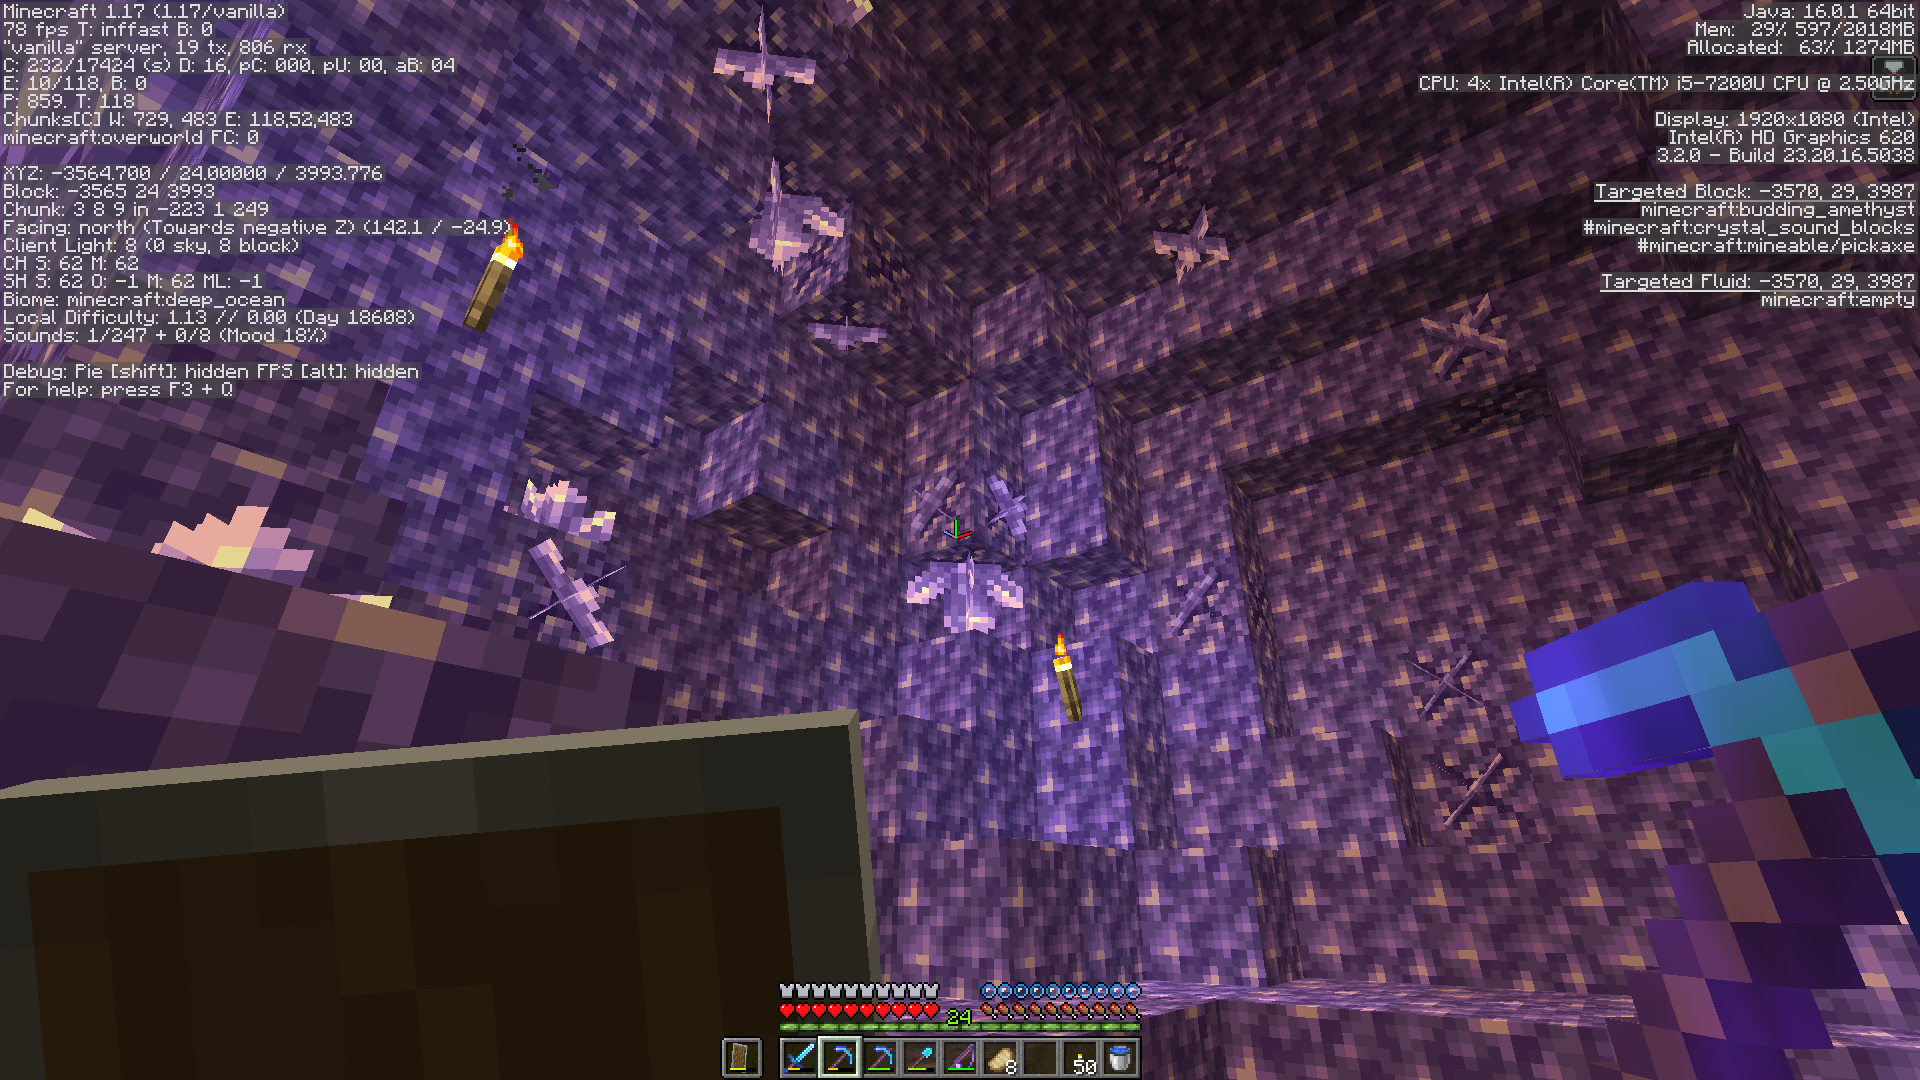 Minecraft 1.17 (1.17/vanilla)
78 fps T: inffast B: 0
"vanilla" server, 19 tx, 806 rx
C: 232/17424 (s) D: 16, pC: 000, pU: 00, aB: 04
E: 10/118, B: 0
P: 859. T: 118
Chunks[C] W: 729, 483 E: 118,52,483
minecraft:overworld FC: 0
XYZ: -3564.700 / 24.00000 / 3993.776
Block: -3565 24 3993
Chunk: 3 8 9 in -223 1 249
Facing: north (Towards negative Z) (142.1 / -24.9)
Client Light: 8 (0 sky, 8 block)
CH S: 62 M: 62
SH S: 62 O: -1 M: 62 ML: -1
Biome: minecraft:deep_ocean
Local Difficulty: 1.13 // 0.00 (Day 18608)
Sounds: 1/247 + 0/8 (Mood 18%)
Debug: Pie [shift]: hidden FPS [alt]: hidden
For help: press F3 + Q
Java: 16.0.1 64bit
Mem: 29% 597/2018MB
Allocated: 63% 1274MB
CPU: 4x Intel(R) Core(TM) i5-7200U CPU @ 2.50GHz
Display: 1920x1080 (Intel)
Intel(R) HD Graphics 620
3.2.0 - Build 23.20.16.5038
Targeted Block: -3570, 29, 3987
minecraft:budding_amethyst
#minecraft:crystal_sound_blocks
#minecraft:mineable/pickaxe
Targeted Fluid: -3570, 29, 3987
minecraft:empty
24
8
50